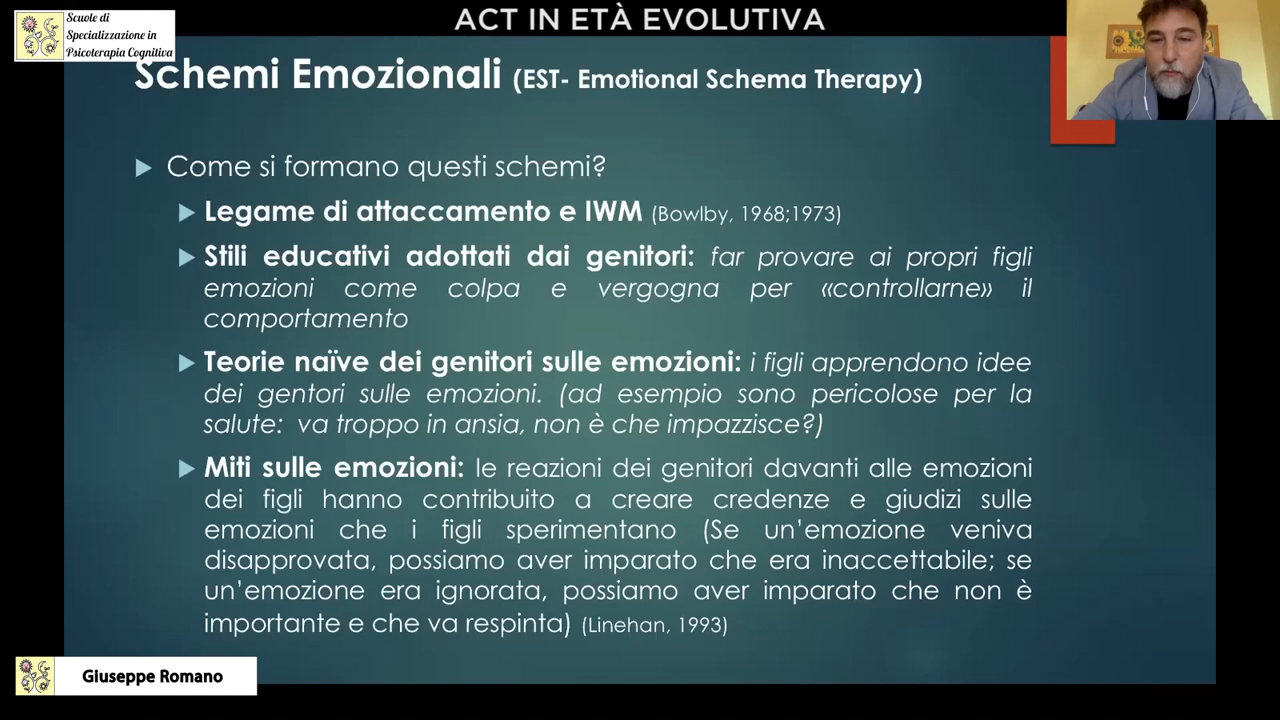 ACT IN ETÀ EVOLUTIVA
Scuole di
Specializzazione in
Psicoterapia Cognitiva
Schemi Emozionali (EST- Emotional Schema Therapy)
Come si formano questi schemi?
Legame di attaccamento e IWM (Bowlby, 1968;1973)
Stili educativi adottati dai genitori: far provare ai propri figli
emozioni come colpa e vergogna per «controllarne» il
comportamento
Teorie naïve dei genitori sulle emozioni: i figli apprendono idee
dei gentori sulle emozioni. (ad esempio sono pericolose per la
salute: va troppo in ansia, non è che impazzisce?)
Miti sulle emozioni: le reazioni dei genitori davanti alle emozioni
dei figli hanno contribuito a creare credenze e giudizi sulle
emozioni che i figli sperimentano (Se un’emozione veniva
disapprovata, possiamo aver imparato che era inaccettabile; se
un’emozione era ignorata, possiamo aver imparato che non è
importante e che va respinta) (Linehan, 1993)
Giuseppe Romano